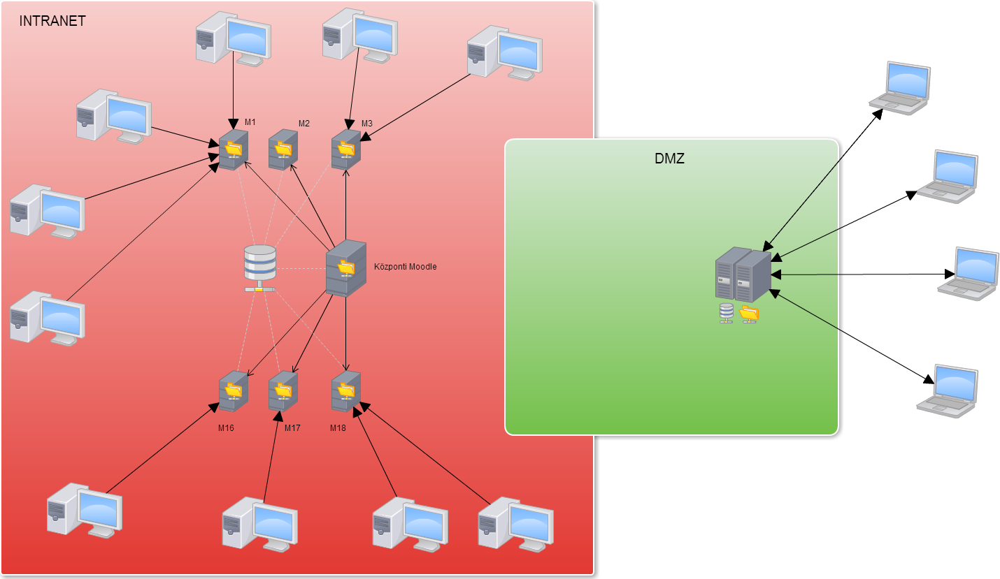 INTRANET
M1
M2
M3
DMZ
Központi Moodle
M16
M17
M18